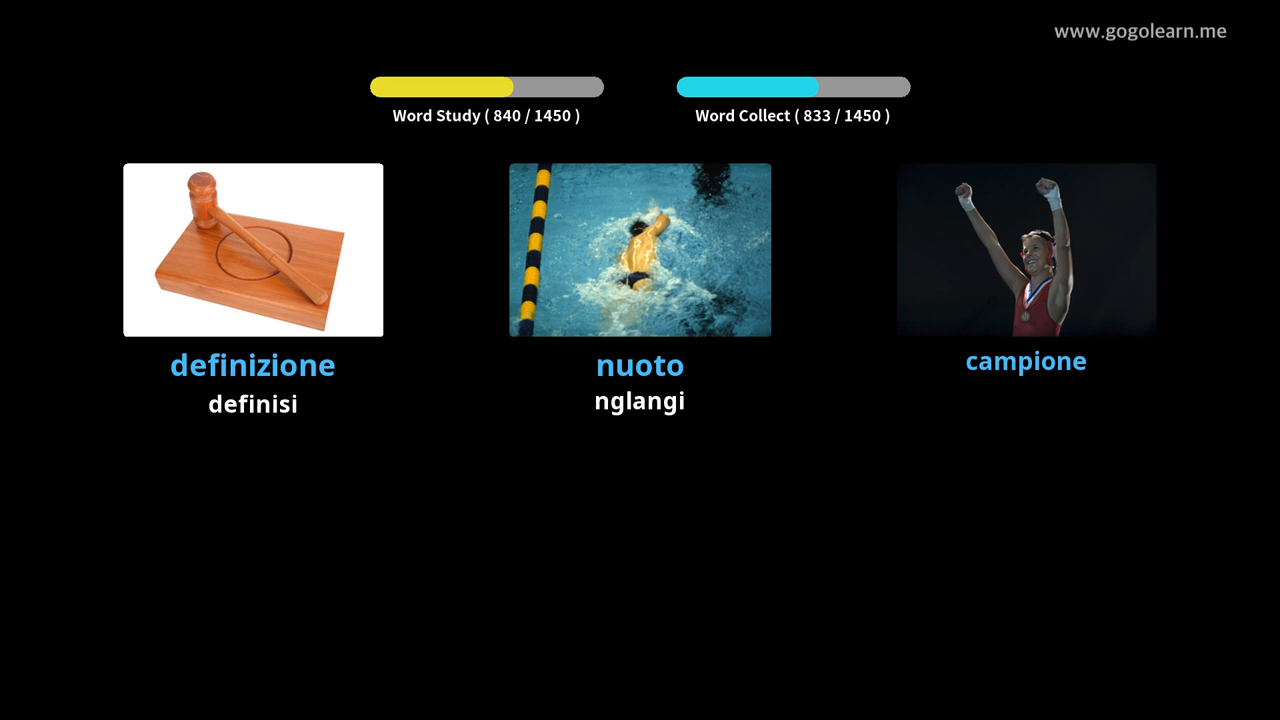 www.gogolearn.me
Word Study ( 840 / 1450 )
Word Collect ( 833 / 1450 )
definizione
definisi
nuoto
nglangi
campione